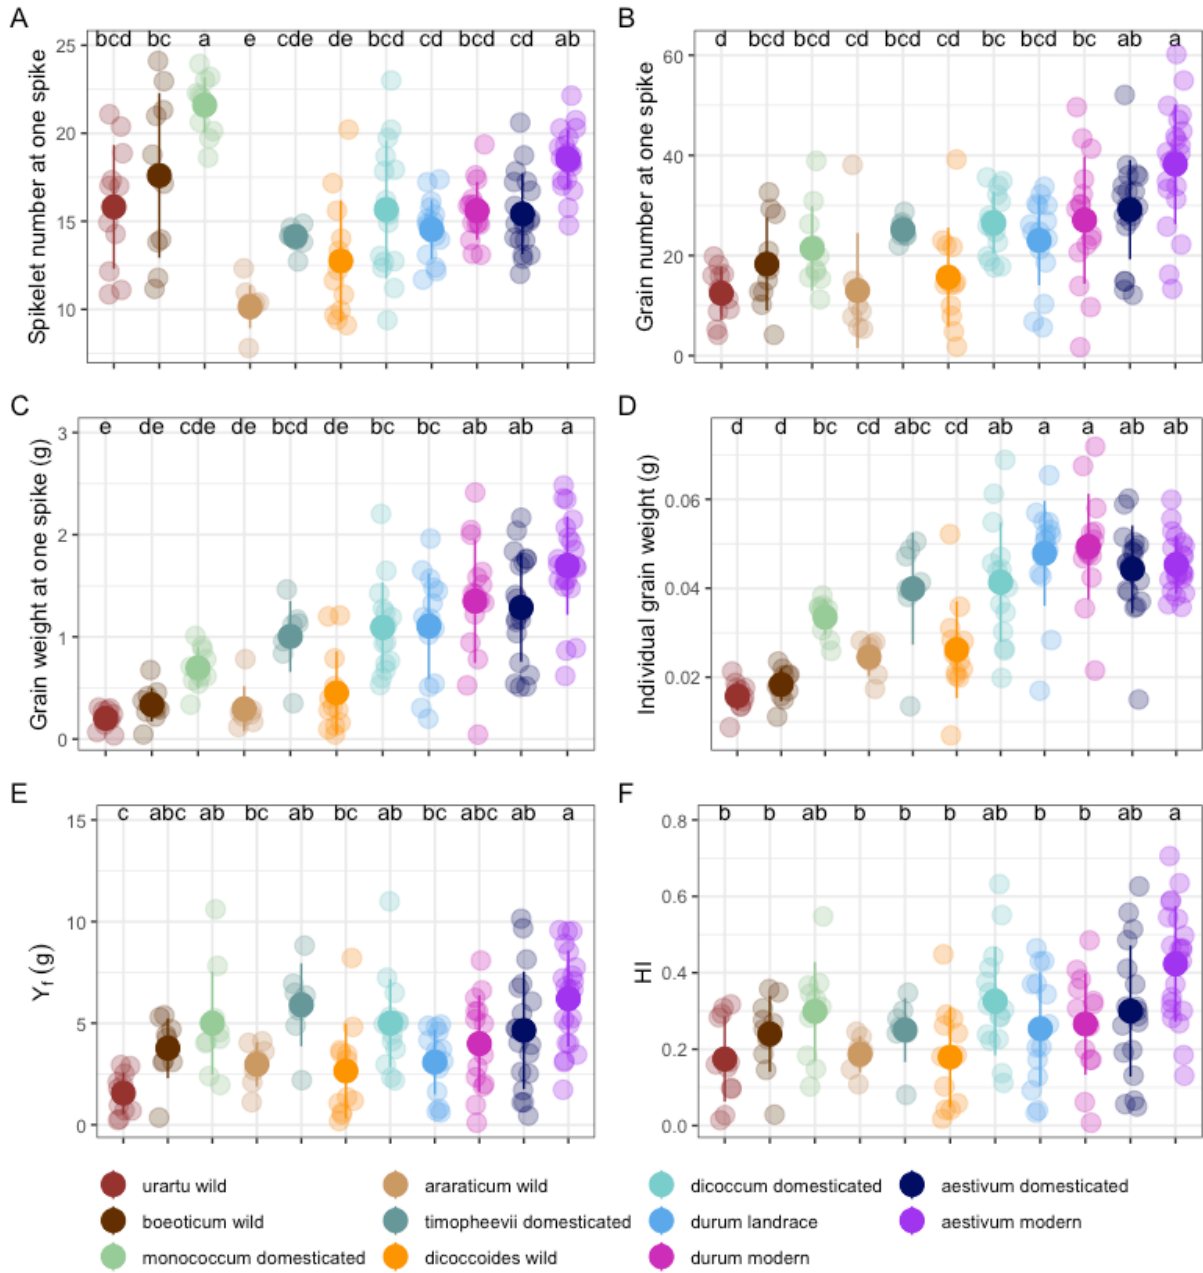 A
bcd bc a e cde de bcd cd bcd cd ab
25
20
15
10
Spikelet number at one spike
B
d bcd bcd cd bcd cd bc bcd bc ab a
60
40
20
0
Grain number at one spike
C
e de cde de bcd de bc bc ab ab a
3
2
1
0
Grain weight at one spike (g)
D
d d bc cd abc cd ab a a ab ab
0.06
0.04
0.02
Individual grain weight (g)
E
c abc ab bc ab bc ab bc abc ab a
15
10
5
0
Yf (g)
F
b b ab b b b ab b b ab a
0.8
0.6
0.4
0.2
0.0
HI
urartu wild araraticum wild dicoccum domesticated aestivum domesticated
boeoticum wild timopheevii domesticated durum landrace aestivum modern
monococcum domesticated dicoccoides wild durum modern